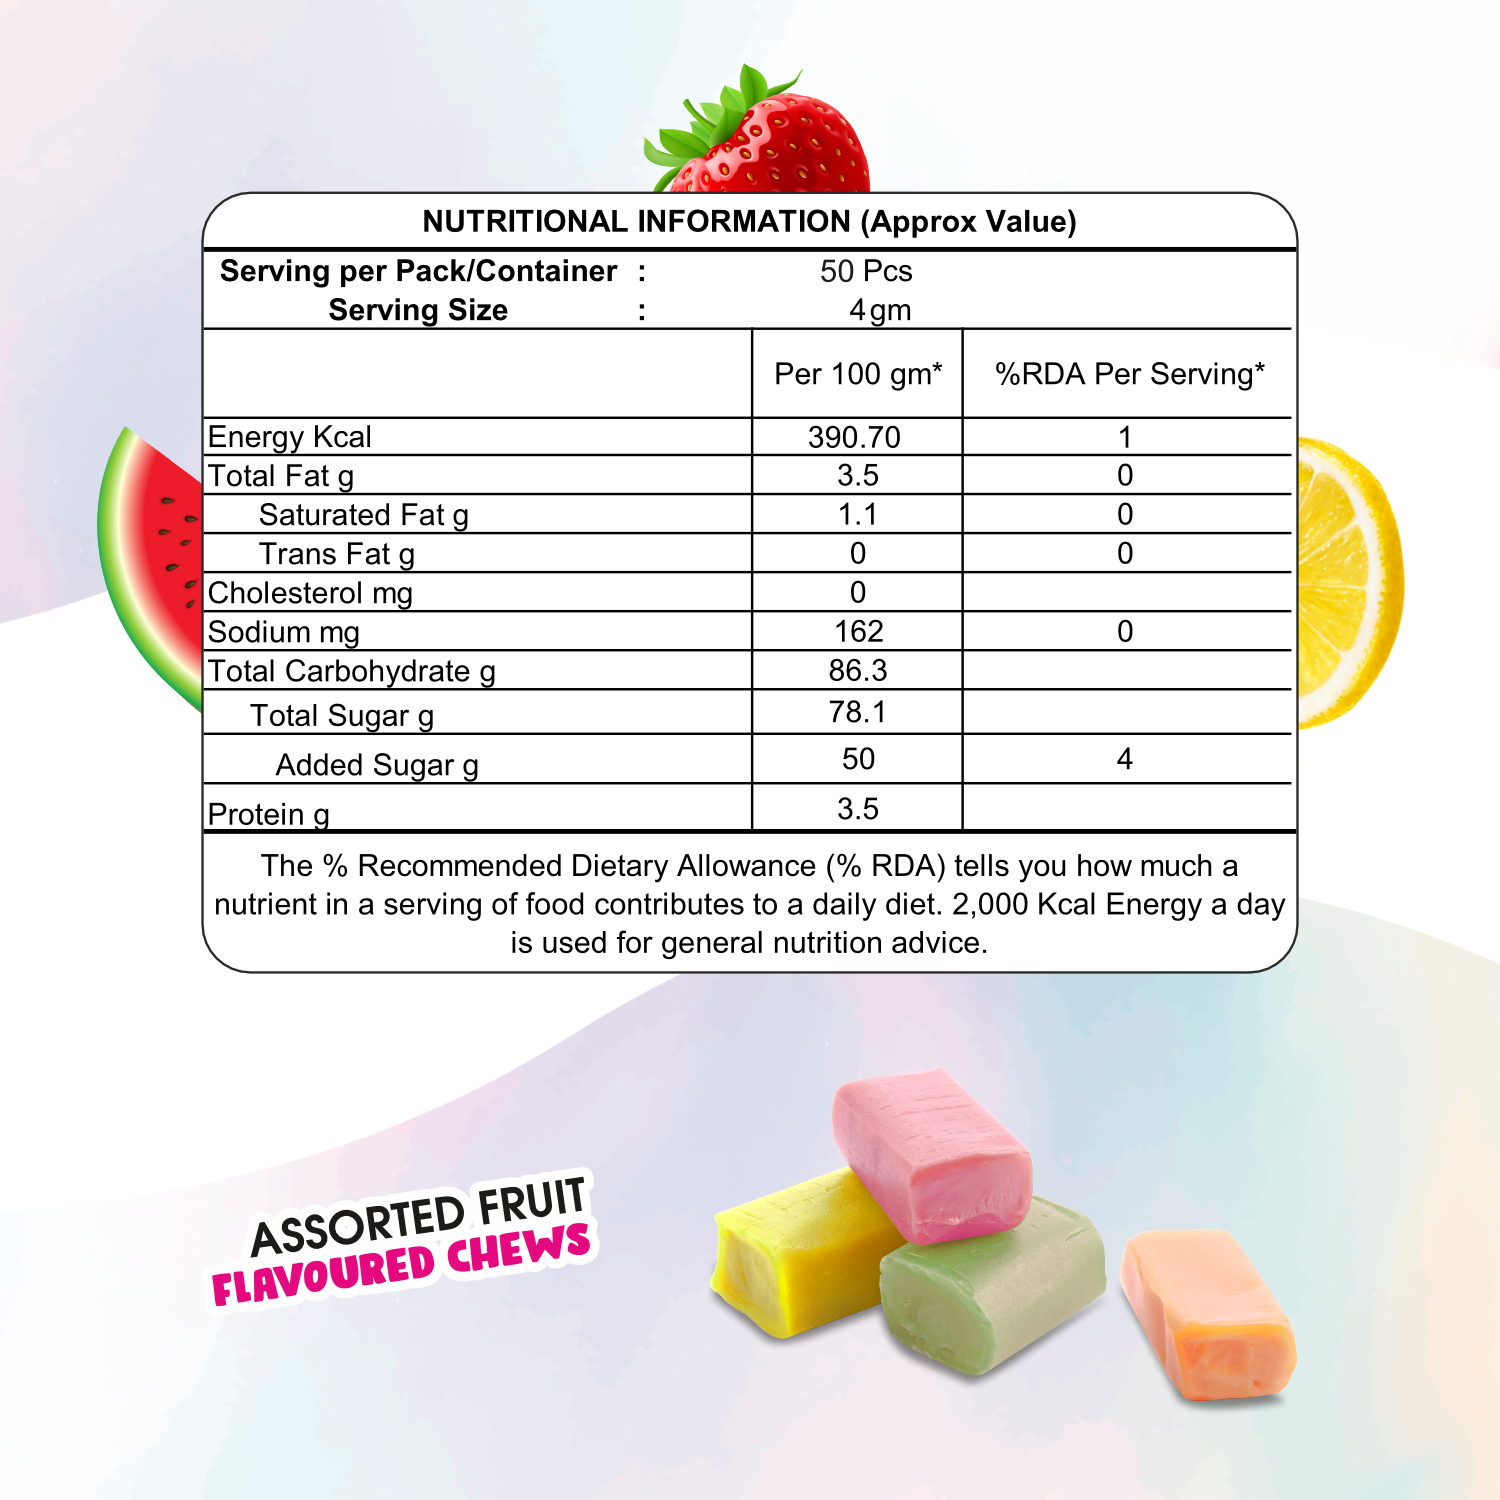 NUTRITIONAL INFORMATION (Approx Value)
Serving per Pack/Container : 50 Pcs
Serving Size : 4gm
Per 100 gm* %RDA Per Serving*
Energy Kcal 390.70 1
Total Fat g 3.5 0
Saturated Fat g 1.1 0
Trans Fat g 0 0
Cholesterol mg 0
Sodium mg 162 0
Total Carbohydrate g 86.3
Total Sugar g 78.1
Added Sugar g 50 4
Protein g 3.5
The % Recommended Dietary Allowance (% RDA) tells you how much a
nutrient in a serving of food contributes to a daily diet. 2,000 Kcal Energy a day
is used for general nutrition advice.
ASSORTED FRUIT
FLAVOURED CHEWS